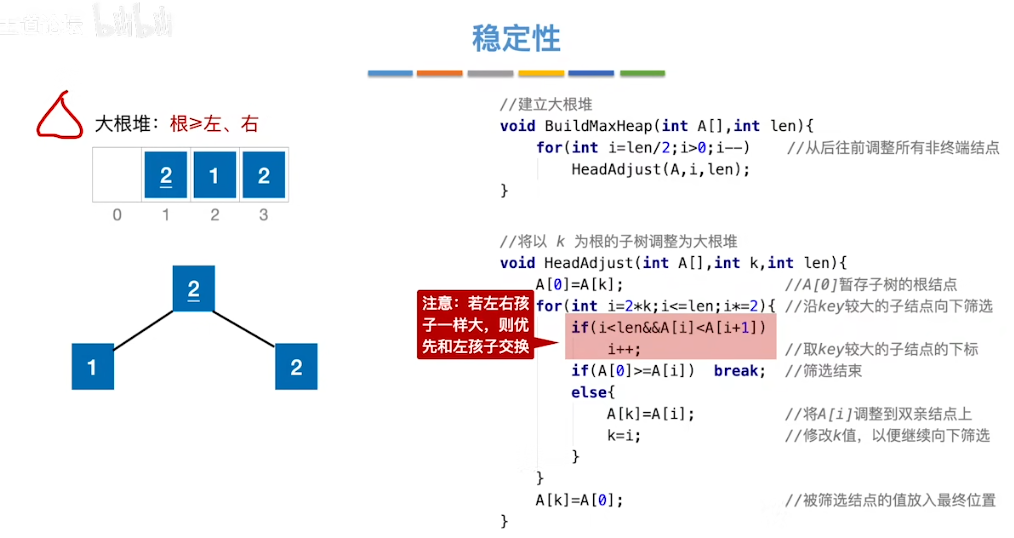 bilibili
稳定性
大根堆：根≥左、右
2 1 2
0 1 2 3
2
1 2
//建立大根堆
void BuildMaxHeap(int A[],int len){
for(int i=len/2;i>0;i--) //从后往前调整所有非终端结点
HeadAdjust(A,i,len);
}
//将以 k 为根的子树调整为大根堆
void HeadAdjust(int A[],int k,int len){
A[0]=A[k]; //A[0]暂存子树的根结点
for(int i=2*k;i<=len;i*=2){ //沿key较大的子结点向下筛选
if(i<len&&A[i]<A[i+1])
i++; //取key较大的子结点的下标
if(A[0]>=A[i]) break; //筛选结束
else{
A[k]=A[i]; //将A[i]调整到双亲结点上
k=i; //修改k值，以便继续向下筛选
}
}
A[k]=A[0]; //被筛选结点的值放入最终位置
}
注意：若左右孩
子一样大，则优
先和左孩子交换